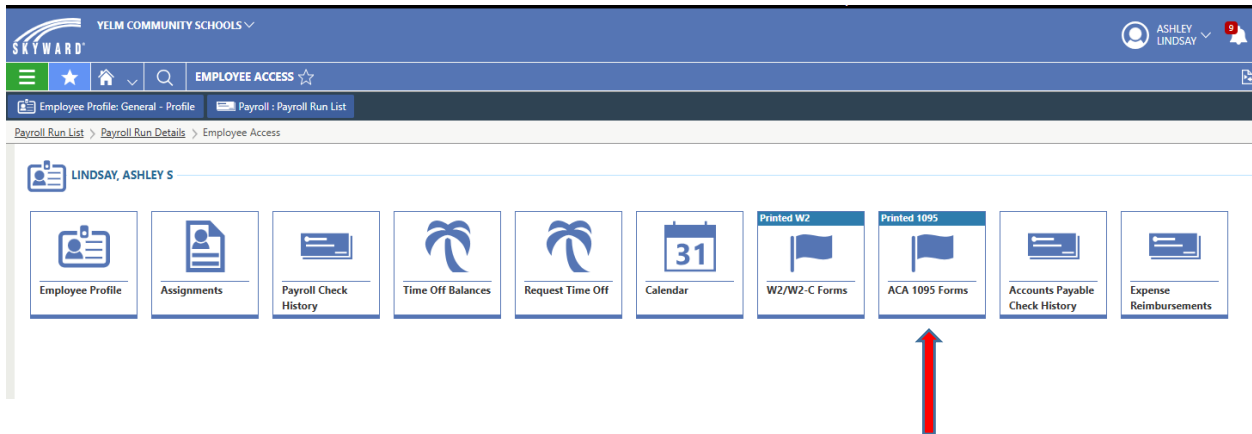 YELM COMMUNITY SCHOOLS
SKYWARD
ASHLEY
LINDSAY
9
EMPLOYEE ACCESS
Employee Profile: General - Profile
Payroll : Payroll Run List
Payroll Run List > Payroll Run Details > Employee Access
LINDSAY, ASHLEY S
Employee Profile
Assignments
Payroll Check
History
Time Off Balances
Request Time Off
31
Calendar
Printed W2
W2/W2-C Forms
Printed 1095
ACA 1095 Forms
Accounts Payable
Check History
Expense
Reimbursements